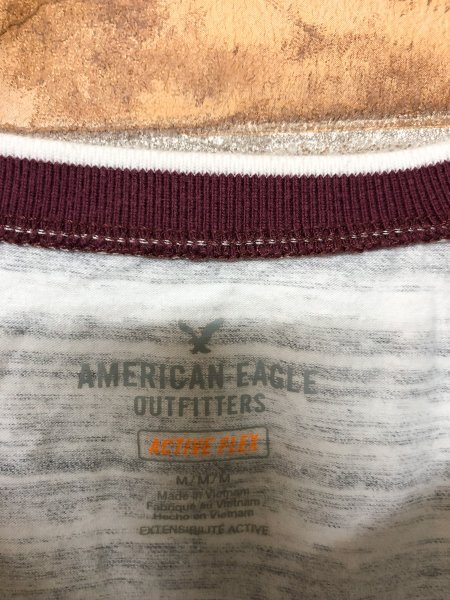 AMERICAN EAGLE
OUTFITTERS
ACTIVE FLEX
M/M/M
Made in Vietnam
Fabriqué au Vietnam
Hecho en Vietnam
EXTENSIBILITÉ ACTIVE